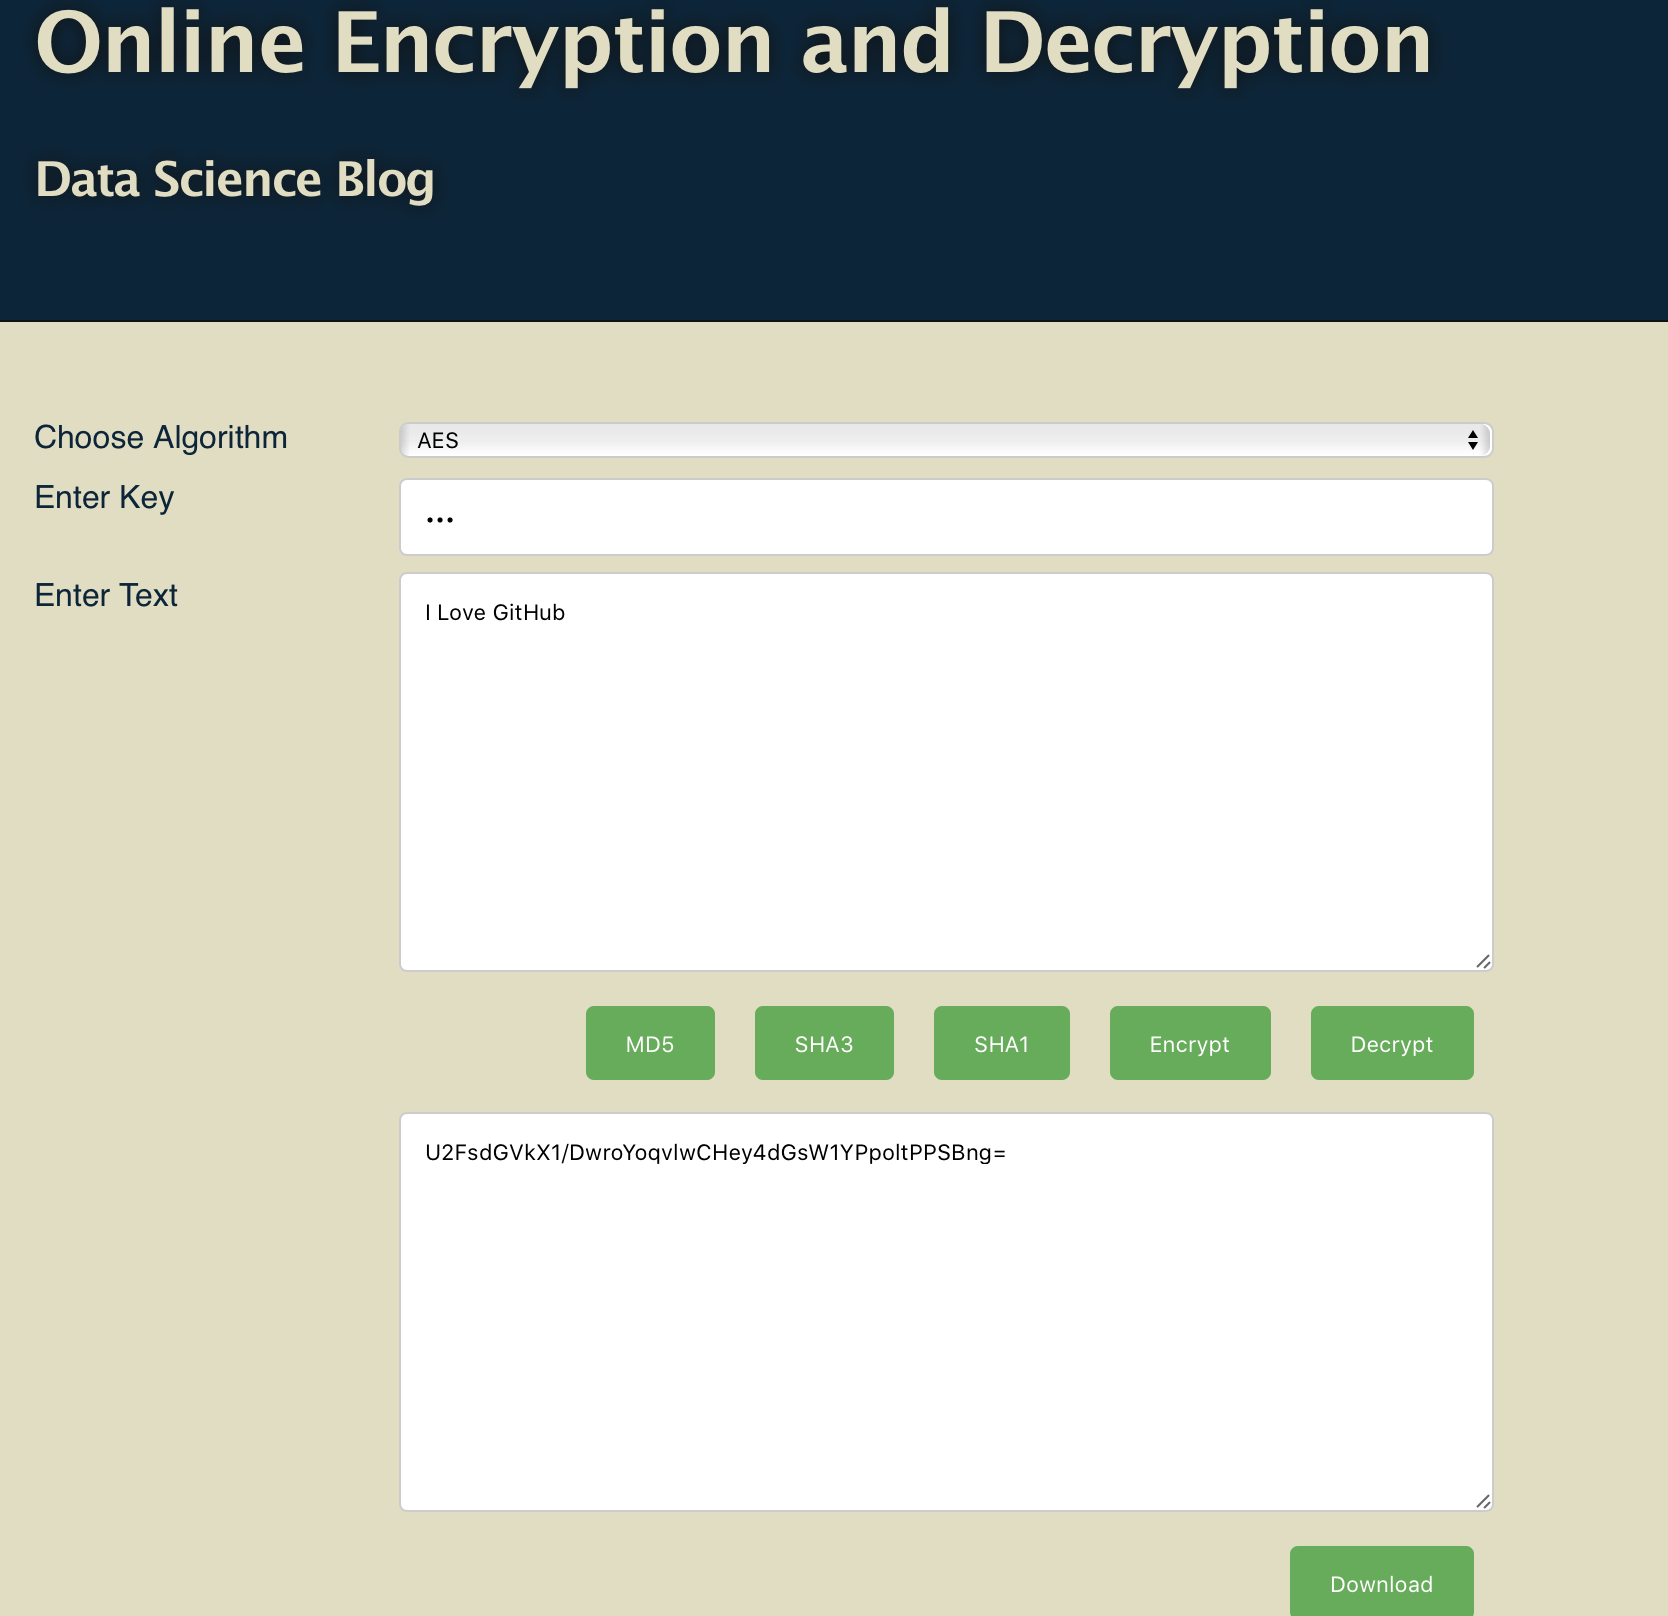 Online Encryption and Decryption
Data Science Blog
Choose Algorithm
AES
Enter Key
•••
Enter Text
I Love GitHub
MD5
SHA3
SHA1
Encrypt
Decrypt
U2FsdGVkX1/DwroYoqvIwCHey4dGsW1YPpoItPPSBng=
Download